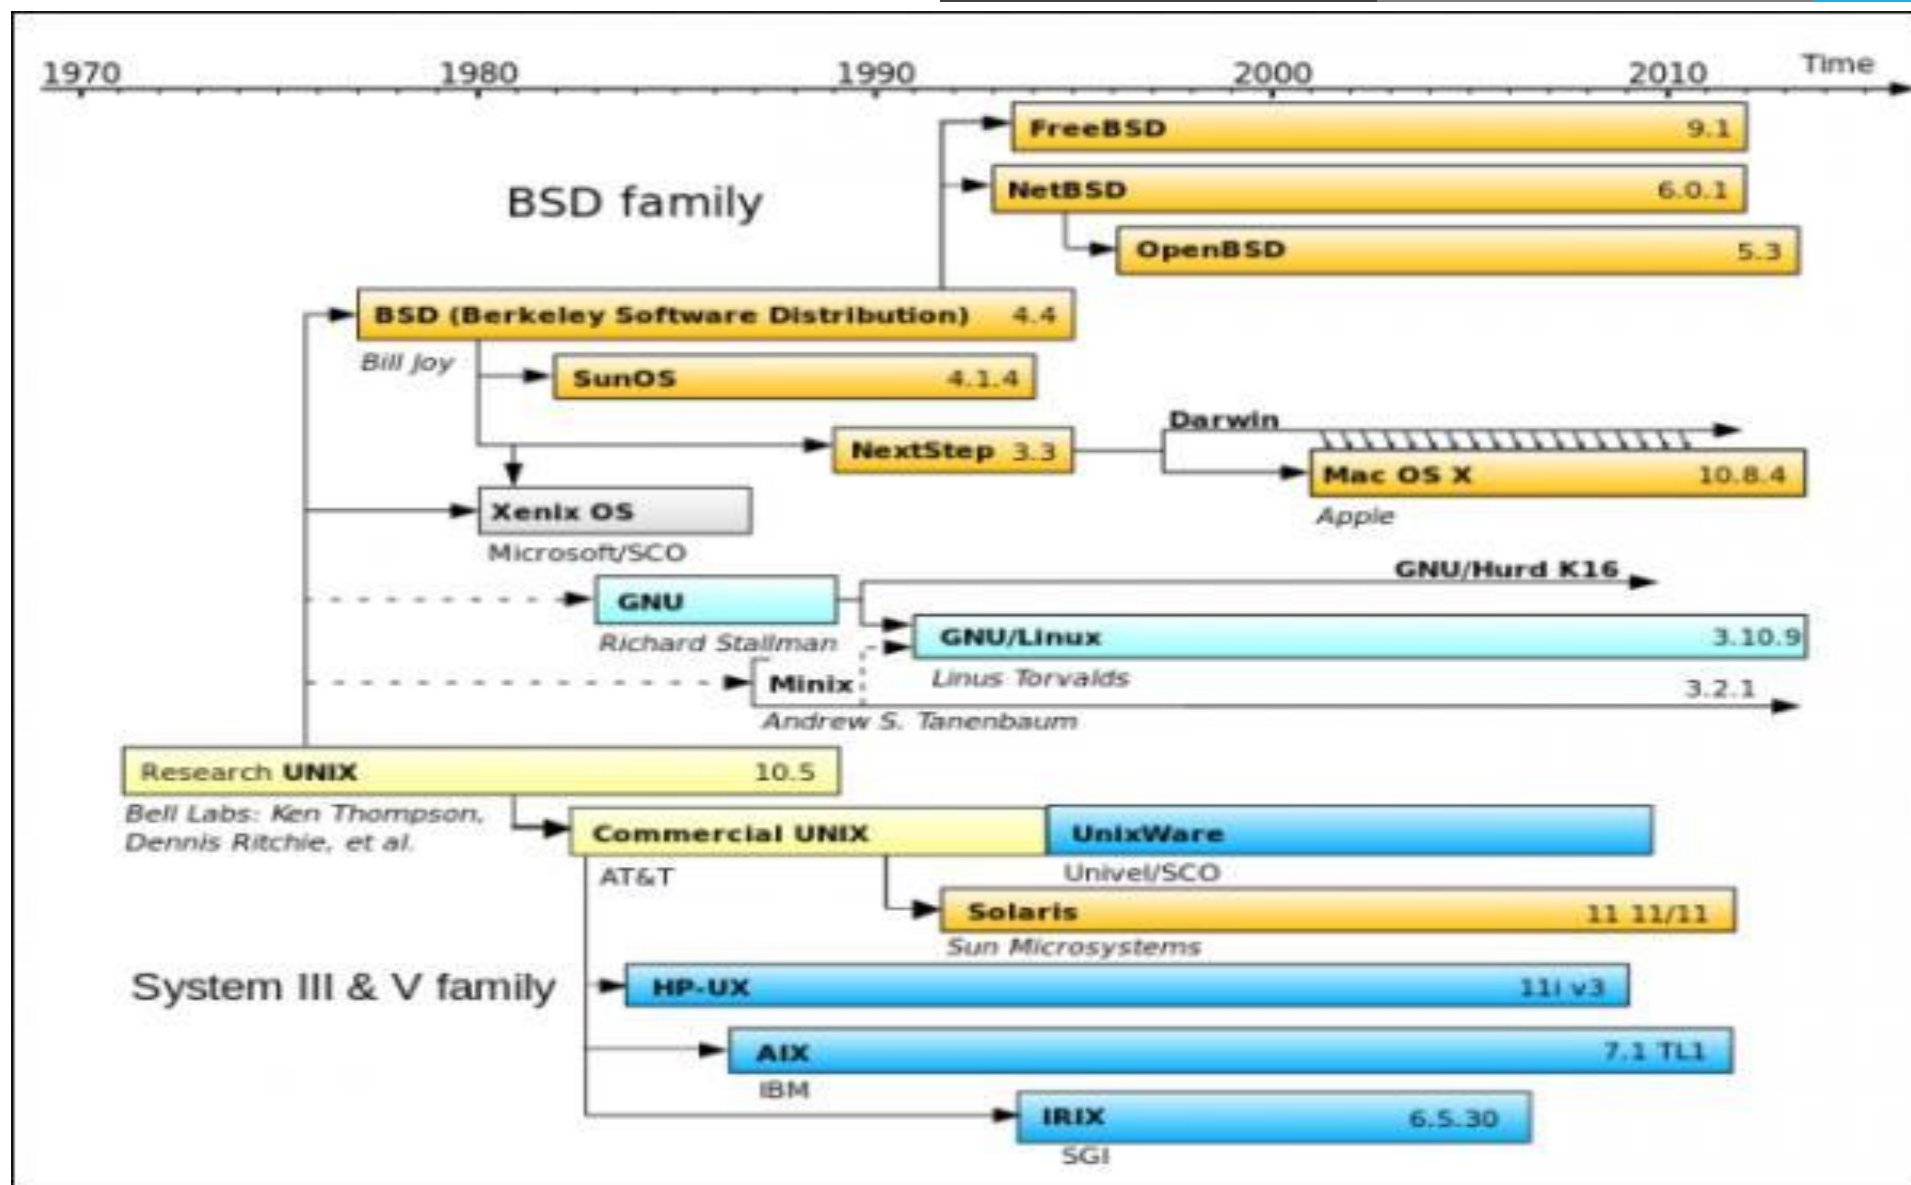 1970 1980 1990 2000 2010 Time
FreeBSD 9.1
BSD family
NetBSD 6.0.1
OpenBSD 5.3
BSD (Berkeley Software Distribution) 4.4
Bill Joy
SunOS 4.1.4
Darwin
NextStep 3.3
Mac OS X 10.8.4
Apple
Xenix OS
Microsoft/SCO
GNU/Hurd K16
GNU
Richard Stallman
GNU/Linux 3.10.9
Linus Torvalds
Minix 3.2.1
Andrew S. Tanenbaum
Research UNIX 10.5
Bell Labs: Ken Thompson,
Dennis Ritchie, et al.
Commercial UNIX
AT&T
UnixWare
Univel/SCO
Solaris 11 11/11
Sun Microsystems
System III & V family
HP-UX 11i v3
AIX 7.1 TL1
IBM
IRIX 6.5.30
SGI